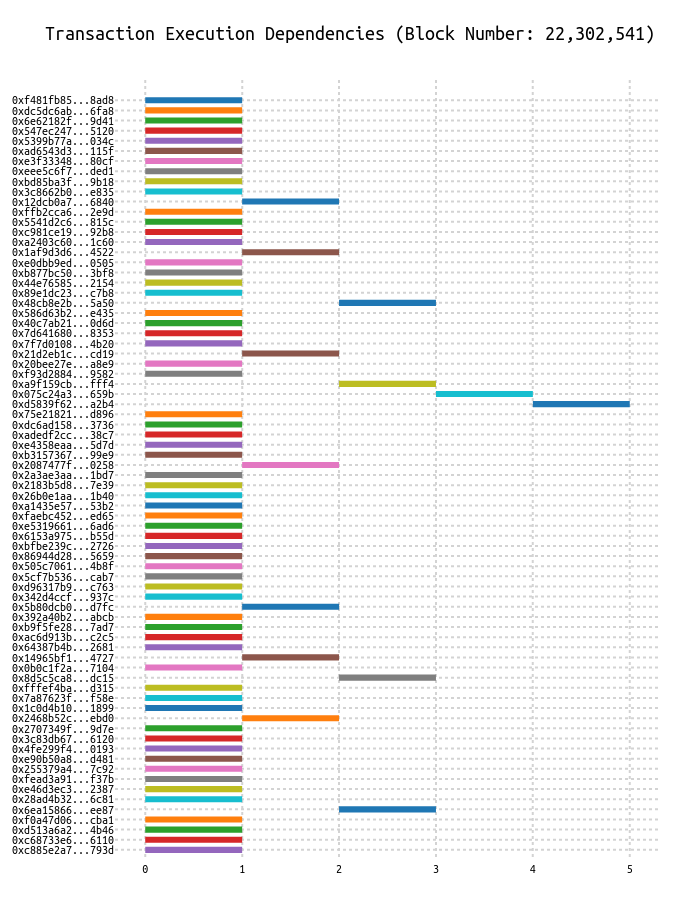 Transaction Execution Dependencies (Block Number: 22,302,541)
0xf481fb85...8ad8
0xdc5dc6ab...6fa8
0x6e62182f...9d41
0x547ec247...5120
0x5399b77a...034c
0xad6543d3...115f
0xe3f33348...80cf
0xeee5c6f7...ded1
0xbd85ba3f...9b18
0x3c8662b0...e835
0x12dcb0a7...6840
0xffb2cca6...2e9d
0x5541d2c6...815c
0xc981ce19...92b8
0xa2403c60...1c60
0x1af9d3d6...4522
0xe0dbb9ed...0505
0xb877bc50...3bf8
0x44e76585...2154
0x89e1dc23...c7b8
0x48cb8e2b...5a50
0x586d63b2...e435
0x40c7ab21...0d6d
0x7d641680...8353
0x7f7d0108...4b20
0x21d2eb1c...cd19
0x20bee27e...a8e9
0xf93d2884...9582
0xa9f159cb...fff4
0x075c24a3...659b
0xd5839f62...a2b4
0x75e21821...d896
0xdc6ad158...3736
0xadedf2cc...38c7
0xe4358eaa...5d7d
0xb3157367...99e9
0x2087477f...0258
0x2a3ae3aa...1bd7
0x2183b5d8...7e39
0x26b0e1aa...1b40
0xa1435e57...53b2
0xfaebc452...ed65
0xe5319661...6ad6
0x6153a975...b55d
0xbfbe239c...2726
0x86944d28...5659
0x505c7061...4b8f
0x5cf7b536...cab7
0xd96317b9...c763
0x342d4ccf...937c
0x5b80dcb0...d7fc
0x392a40b2...abcb
0xb9f5fe28...7ad7
0xac6d913b...c2c5
0x64387b4b...2681
0x14965bf1...4727
0x0b0c1f2a...7104
0x8d5c5ca8...dc15
0xfffef4ba...d315
0x7a87623f...f58e
0x1c0d4b10...1899
0x2468b52c...ebd0
0x2707349f...9d7e
0x3c83db67...6120
0x4fe299f4...0193
0xe90b50a8...d481
0x255379a4...7c92
0xfead3a91...f37b
0xe46d3ec3...2387
0x28ad4b32...6c81
0x6ea15866...ee87
0xf0a47d06...cba1
0xd513a6a2...4b46
0xc68733e6...6110
0xc885e2a7...793d
0 1 2 3 4 5